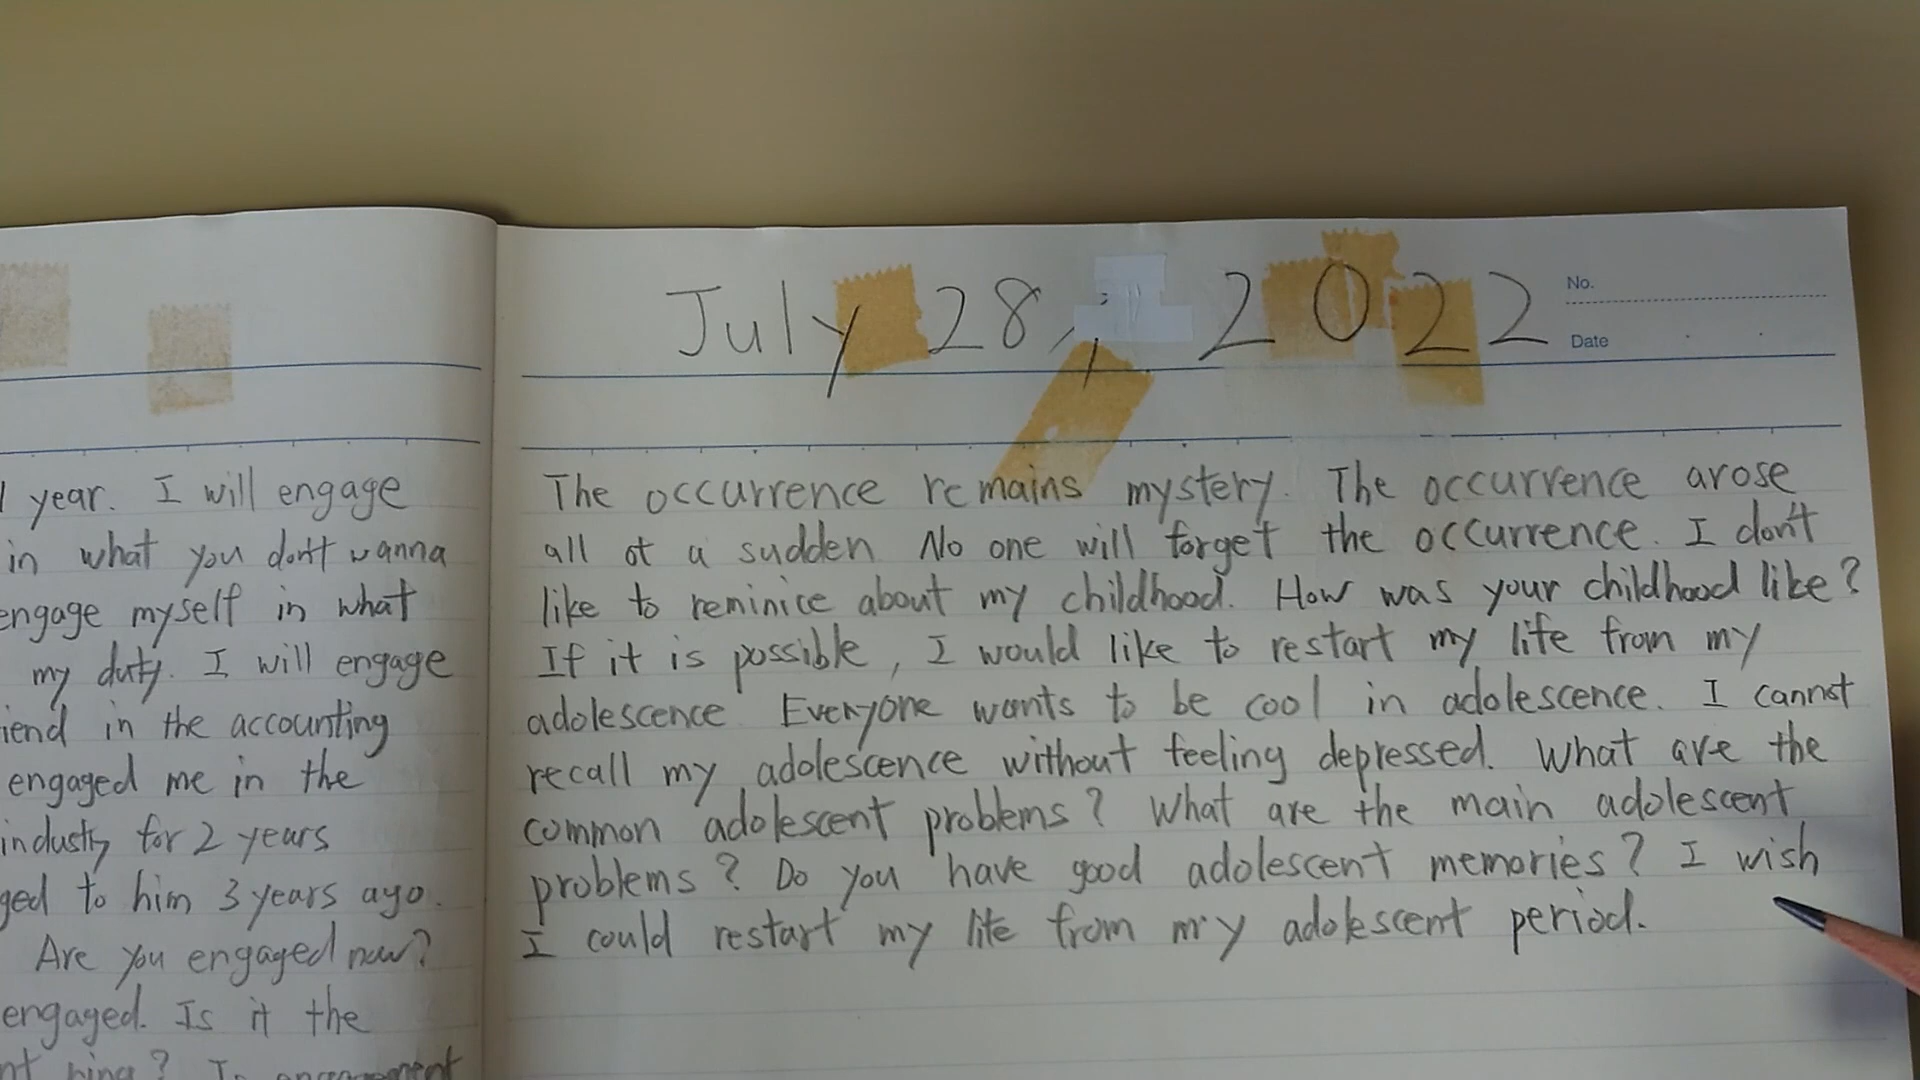 July 28, 2022
No.
Date
year. I will engage
in what you don't wanna
engage myself in what
my duty. I will engage
in the accounting
engaged me in the
industry for 2 years
to him 3 years ago.
Are you engaged now?
engaged. Is it the
The occurrence remains mystery. The occurrence arose
all of a sudden No one will forget the occurrence. I don't
like to reminice about my childhood. How was your childhood like?
If it is possible, I would like to restart my life from my
adolescence Everyone wants to be cool in adolescence. I cannot
recall my adolescence without feeling depressed. What are the
common adolescent problems? What are the main adolescent
problems? Do you have good adolescent memories? I wish
I could restart my life from my adolescent period.